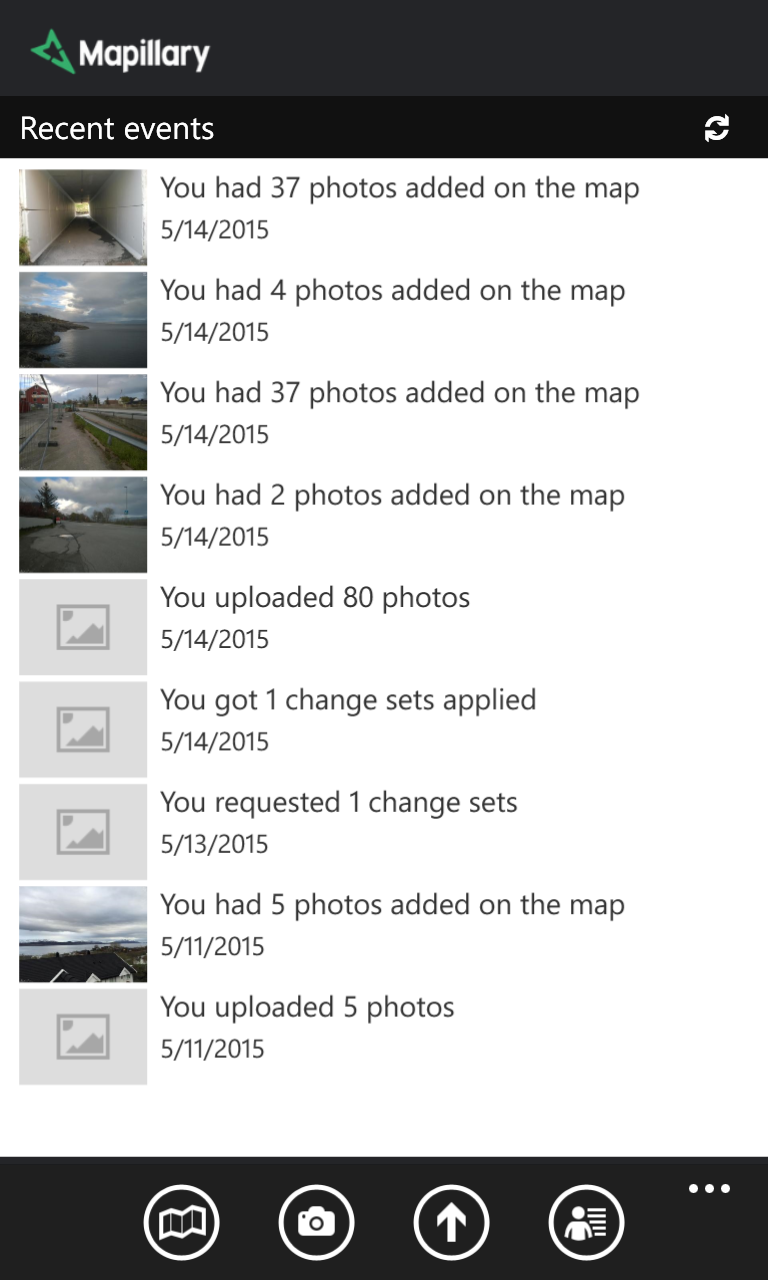 Mapillary
Recent events
You had 37 photos added on the map
5/14/2015
You had 4 photos added on the map
5/14/2015
You had 37 photos added on the map
5/14/2015
You had 2 photos added on the map
5/14/2015
You uploaded 80 photos
5/14/2015
You got 1 change sets applied
5/14/2015
You requested 1 change sets
5/13/2015
You had 5 photos added on the map
5/11/2015
You uploaded 5 photos
5/11/2015